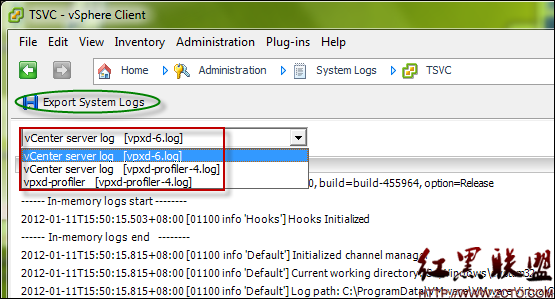 TSVC - vSphere Client
File Edit View Inventory Administration Plug-ins Help
Home Administration System Logs TSVC
Export System Logs
vCenter server log [vpxd-6.log]
vCenter server log [vpxd-6.log]
vCenter server log [vpxd-profiler-4.log]
vpxd-profiler [vpxd-profiler-4.log]
0, build=build-455964, option=Release
------ In-memory logs start --------
2012-01-11T15:50:15.503+08:00 [01100 info 'Hooks'] Hooks Initialized
------ In-memory logs end --------
2012-01-11T15:50:15.815+08:00 [01100 info 'Default'] Initialized channel manag
2012-01-11T15:50:15.815+08:00 [01100 info 'Default'] Current working directory
2012-01-11T15:50:15.815+08:00 [01100 info 'Default'] Log path: C:\ProgramData\VMware\VMware
红黑联盟
HTTP://WWW.2CTO.COM